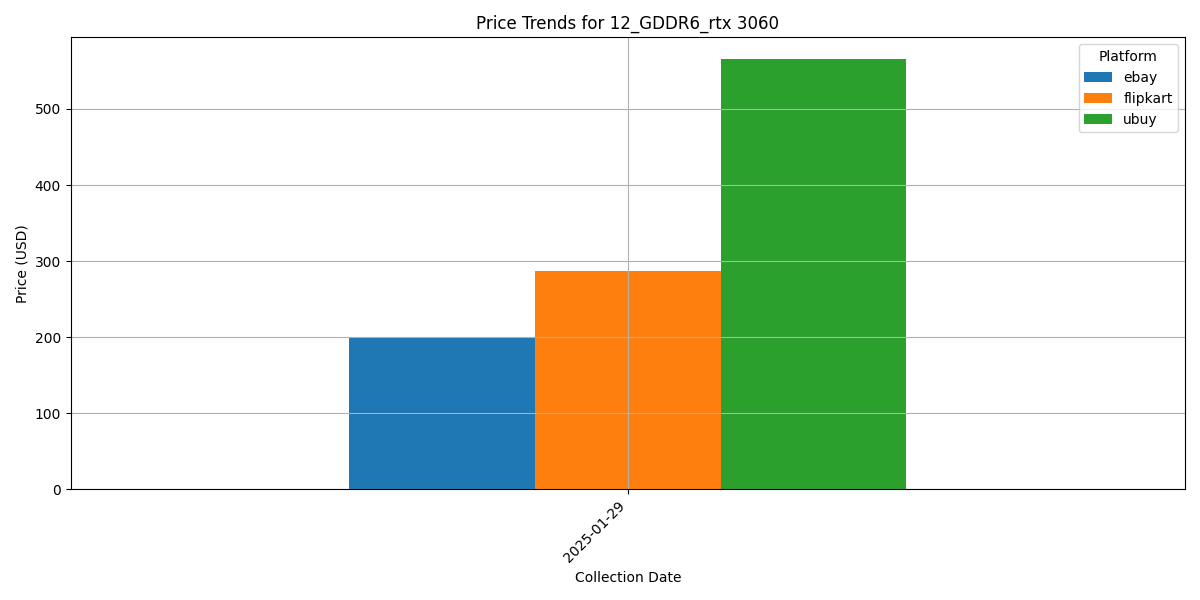 Price Trends for 12_GDDR6_rtx 3060
Platform
ebay
flipkart
ubuy
Price (USD)
500
400
300
200
100
0
2025-01-29
Collection Date